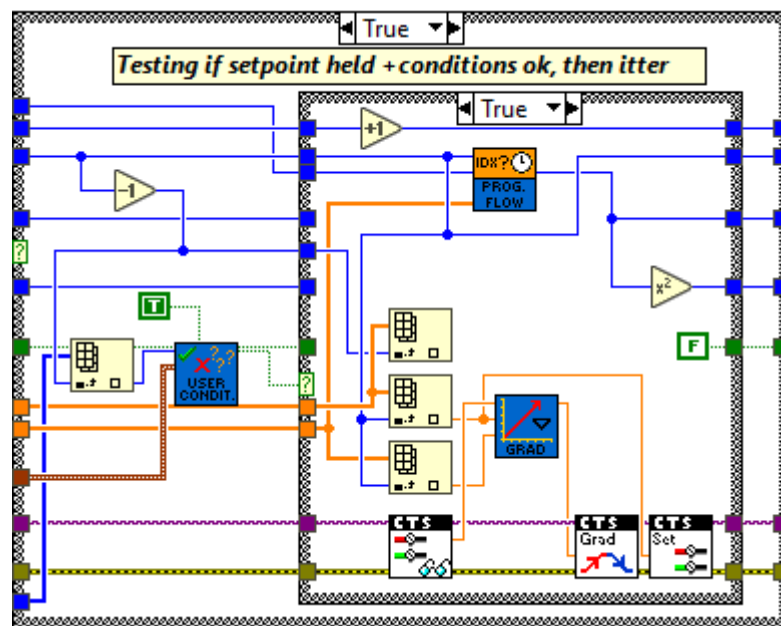 True
Testing if setpoint held +conditions ok, then itter
True
+1
IDX?
PROG.
FLOW
-1
?
x²
T
F
???
USER
CONDIT.
?
GRAD
CTS
CTS
Grad
CTS
Set